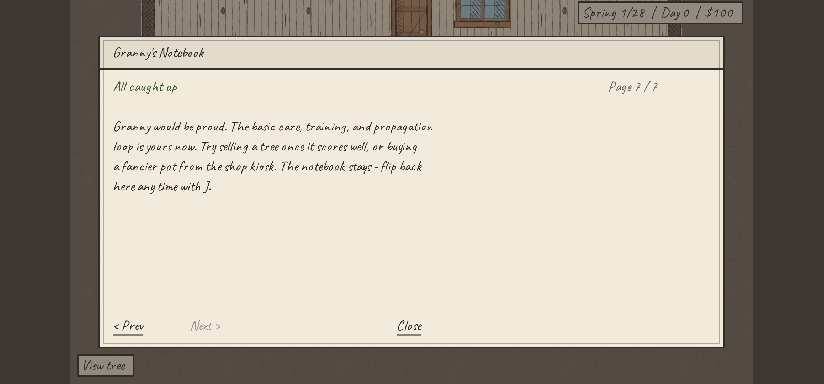 Spring 1/28 | Day 0 | $100
Granny's Notebook
All caught up
Page 7 / 7
Granny would be proud. The basic care, training, and propagation
loop is yours now. Try selling a tree once it scores well, or buying
a fancier pot from the shop kiosk. The notebook stays - flip back
here any time with J.
< Prev
Next >
Close
View tree